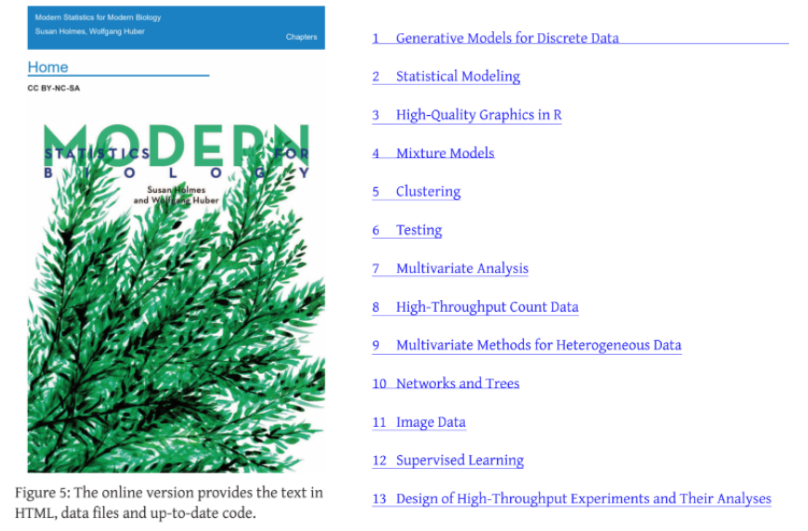 Modern Statistics for Modern Biology
Susan Holmes, Wolfgang Huber
Chapters
Home
CC BY-NC-SA
MODERN
STATISTICS FOR
BIOLOGY
Susan Holmes
and Wolfgang Huber
Figure 5: The online version provides the text in
HTML, data files and up-to-date code.
1 Generative Models for Discrete Data
2 Statistical Modeling
3 High-Quality Graphics in R
4 Mixture Models
5 Clustering
6 Testing
7 Multivariate Analysis
8 High-Throughput Count Data
9 Multivariate Methods for Heterogeneous Data
10 Networks and Trees
11 Image Data
12 Supervised Learning
13 Design of High-Throughput Experiments and Their Analyses